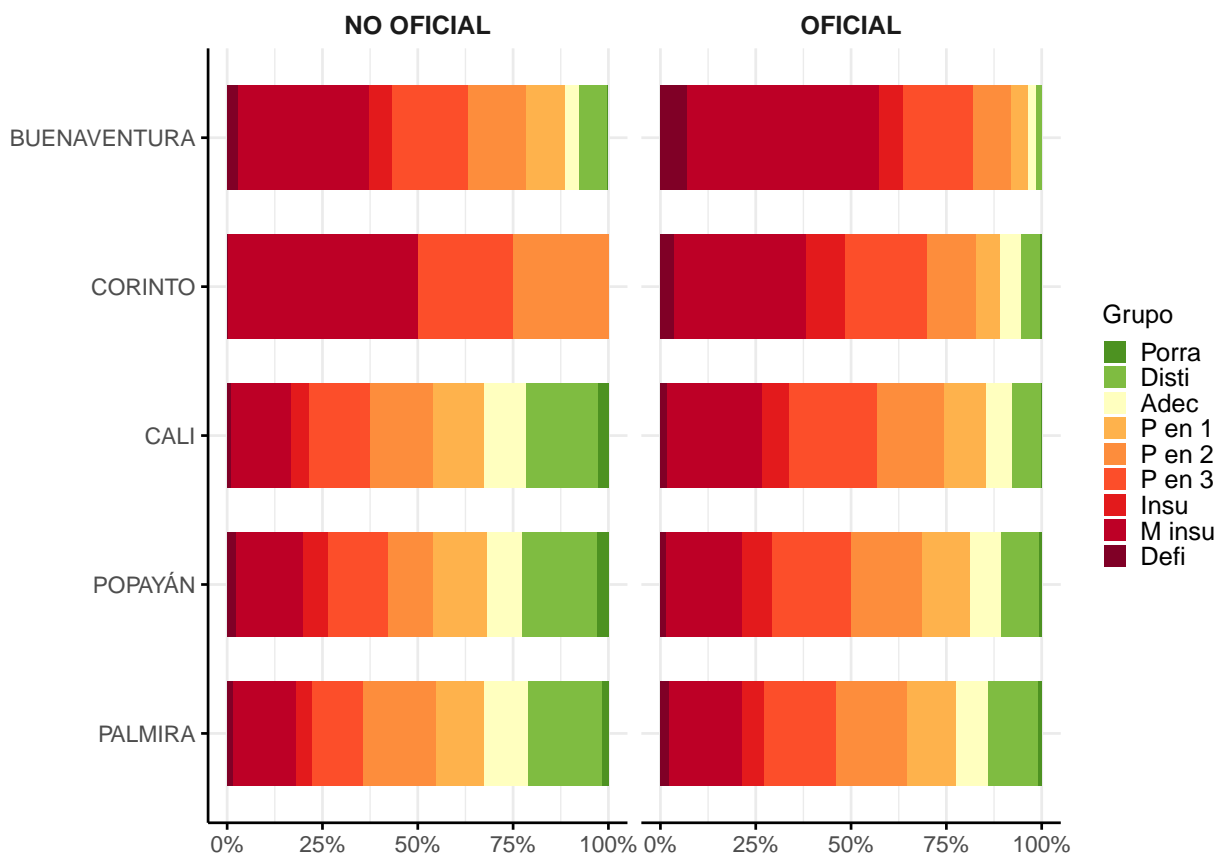 NO OFICIAL
OFICIAL
BUENAVENTURA
CORINTO
CALI
POPAYÁN
PALMIRA
0% 25% 50% 75% 100%
0% 25% 50% 75% 100%
Grupo
Porra
Disti
Adec
P en 1
P en 2
P en 3
Insu
M insu
Defi